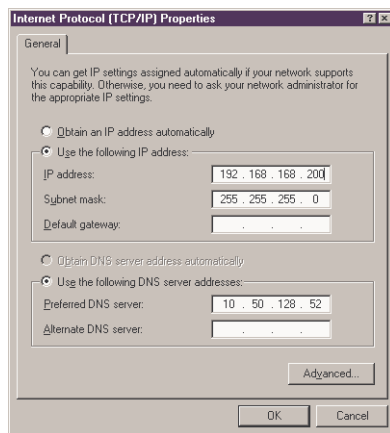 Internet Protocol (TCP/IP) Properties
General
You can get IP settings assigned automatically if your network supports
this capability. Otherwise, you need to ask your network administrator for
the appropriate IP settings.
Obtain an IP address automatically
Use the following IP address:
IP address: 192 . 168 . 168 . 200
Subnet mask: 255 . 255 . 255 . 0
Default gateway: . . .
Obtain DNS server address automatically
Use the following DNS server addresses:
Preferred DNS server: 10 . 50 . 128 . 52
Alternate DNS server: . . .
Advanced...
OK Cancel